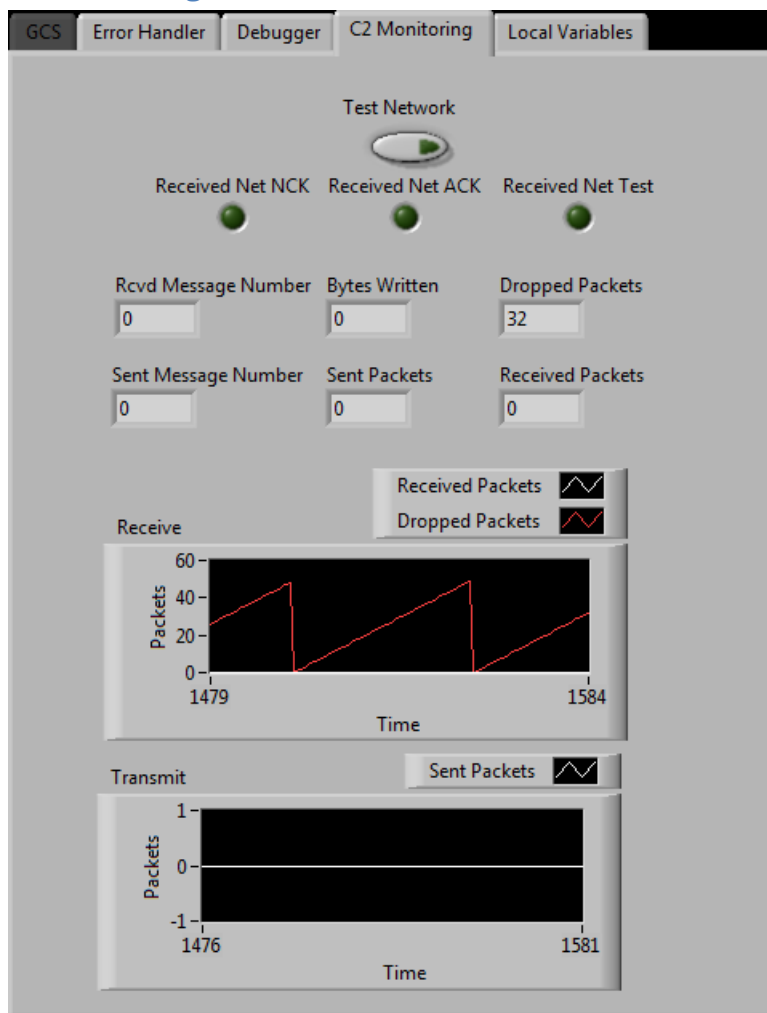 GCS Error Handler Debugger C2 Monitoring Local Variables
Test Network
Received Net NCK Received Net ACK Received Net Test
Rcvd Message Number Bytes Written Dropped Packets
0 0 32
Sent Message Number Sent Packets Received Packets
0 0 0
Received Packets
Dropped Packets
Receive
60
40
20
0
Packets
1479 1584
Time
Sent Packets
Transmit
1
0
-1
Packets
1476 1581
Time